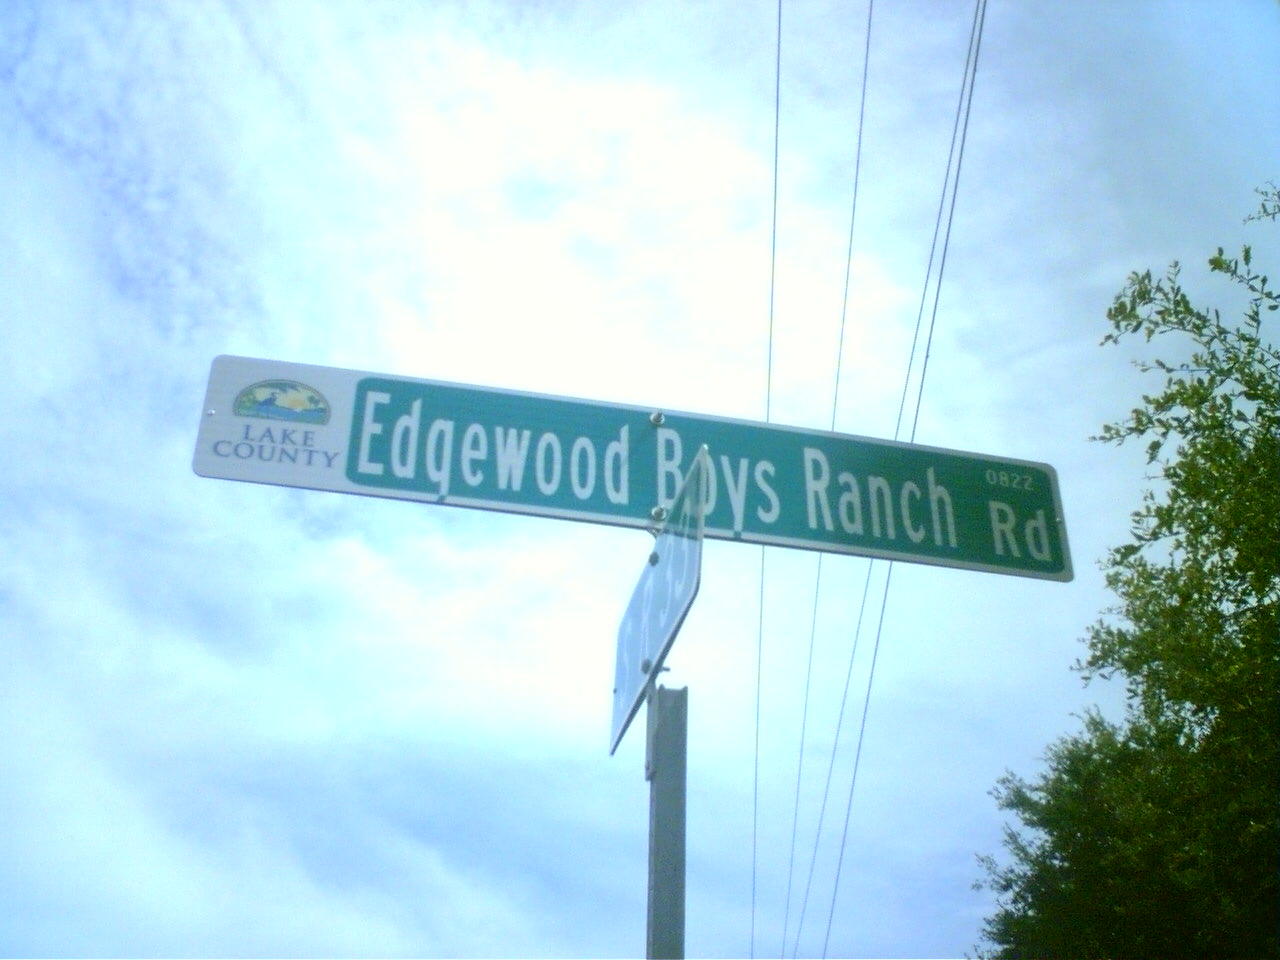 LAKE
COUNTY
Edgewood Boys Ranch Rd
0822